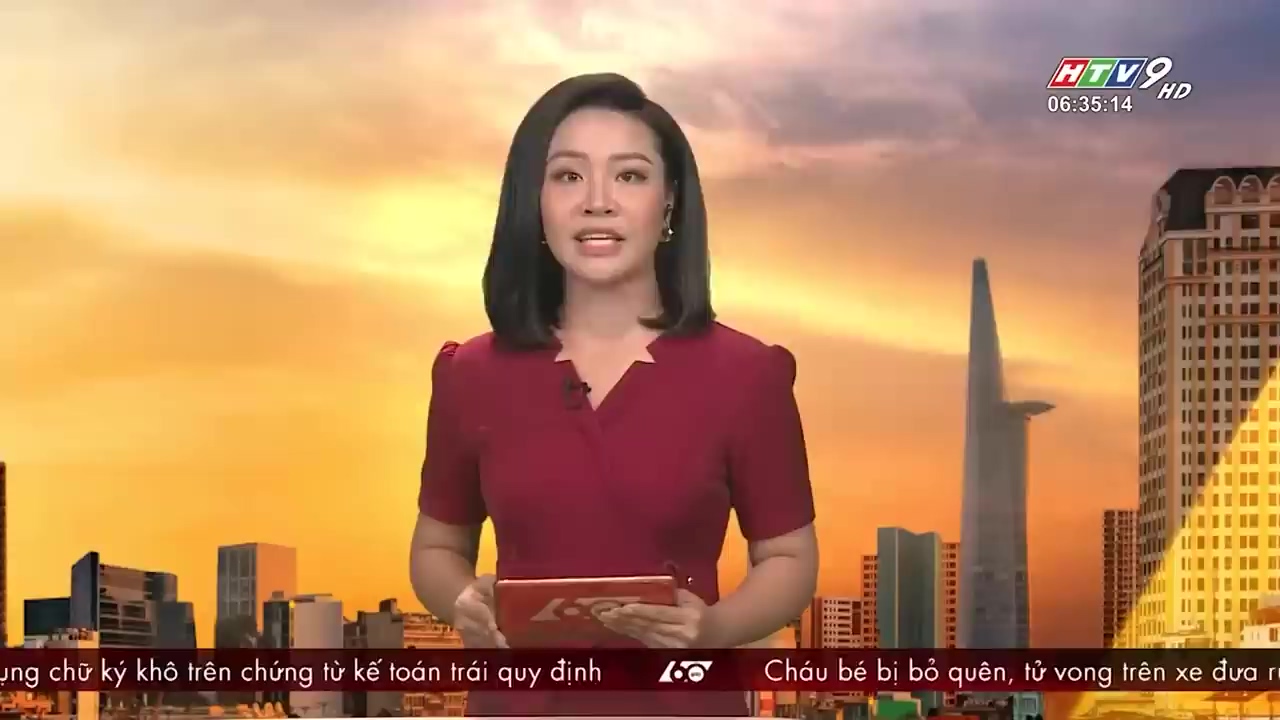 HTV9 HD
06:35:14
chữ ký khô trên chứng từ kế toán trái quy định 60 Cháu bé bị bỏ quên, tử vong trên xe đưa